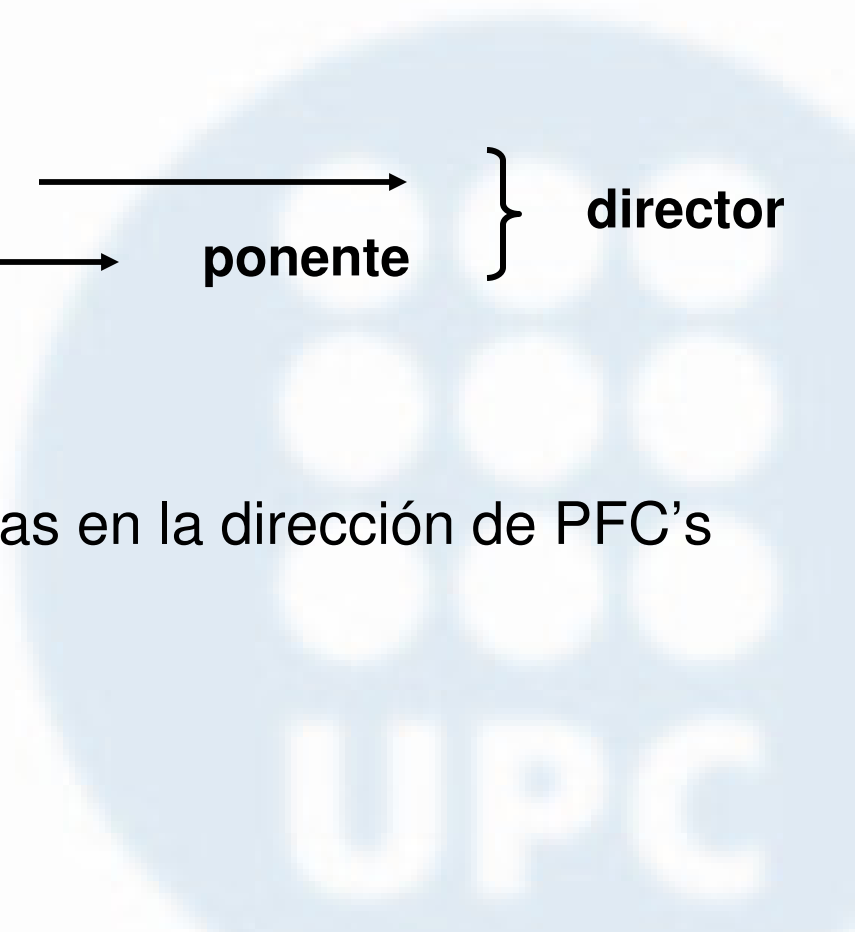 director
ponente
as en la dirección de PFC’s
UPC